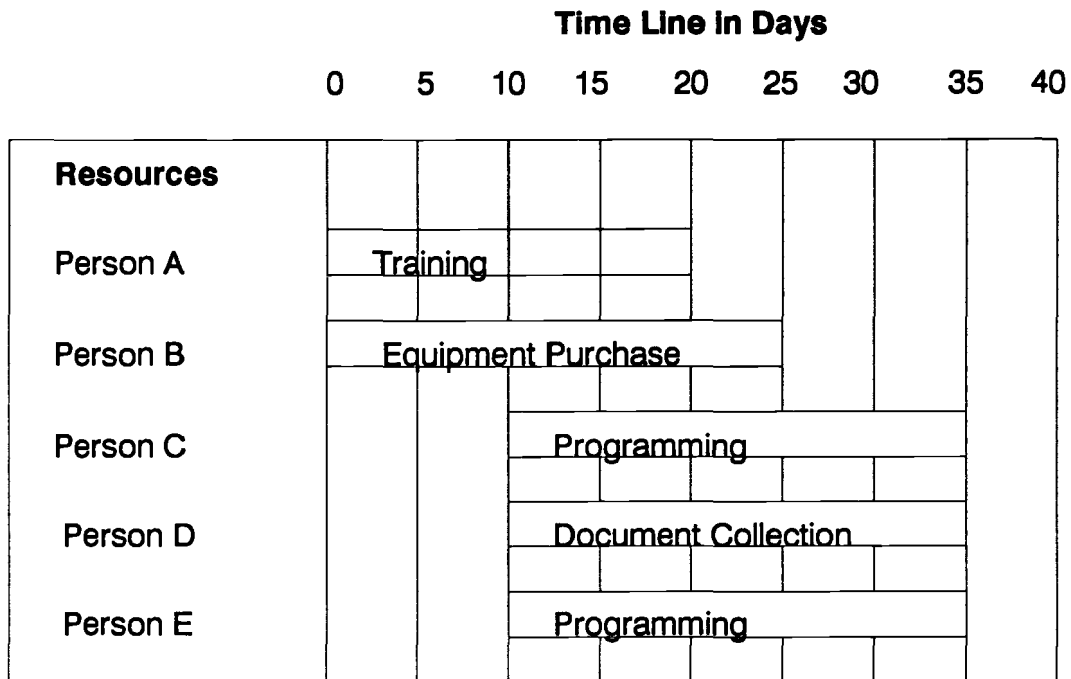 Time Line in Days
0 5 10 15 20 25 30 35 40
Resources
Person A Training
Person B Equipment Purchase
Person C Programming
Person D Document Collection
Person E Programming